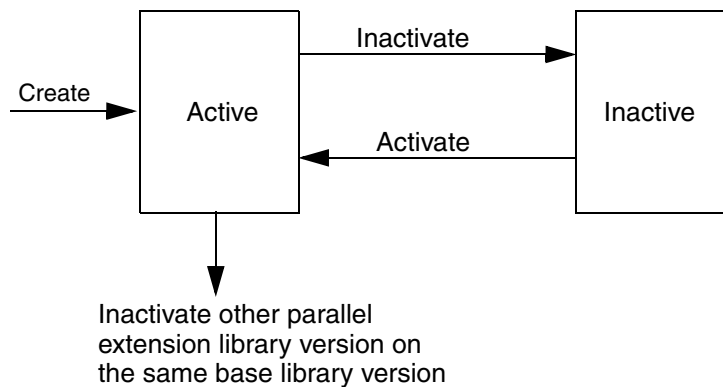 Inactivate
Create
Active
Inactive
Activate
Inactivate other parallel
extension library version on
the same base library version